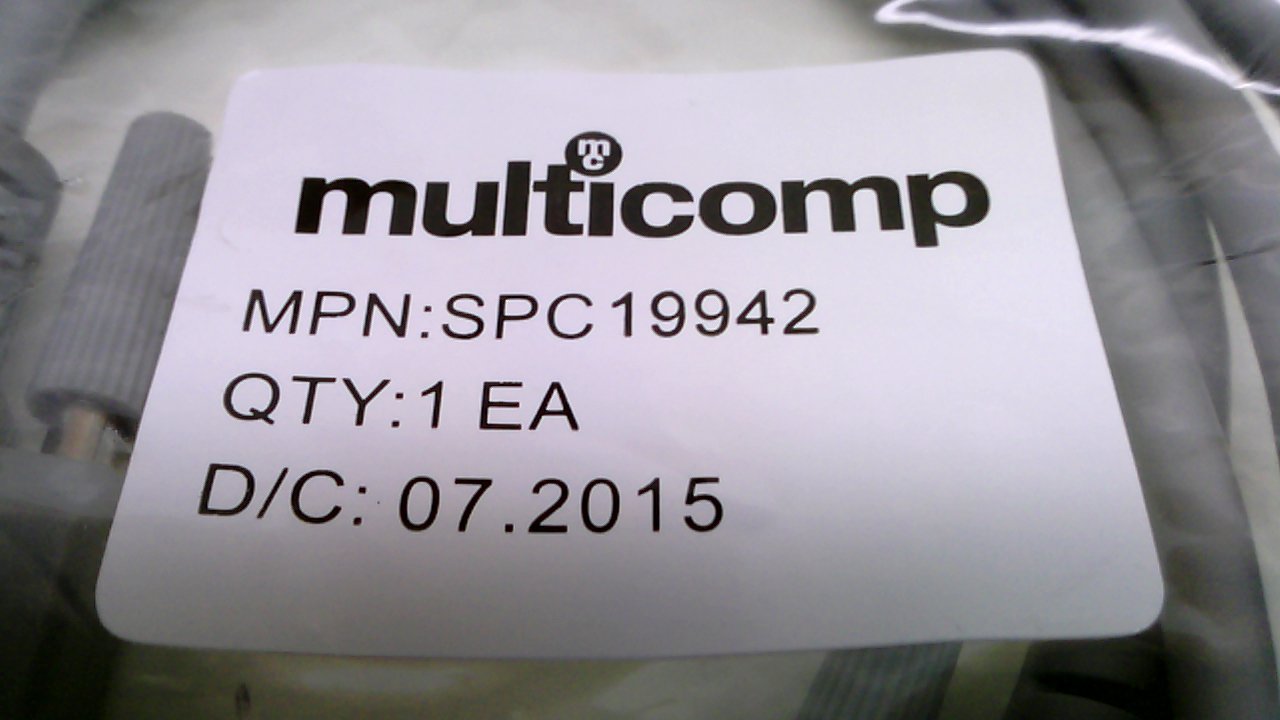 mc
multicomp
MPN:SPC19942
QTY:1 EA
D/C: 07.2015